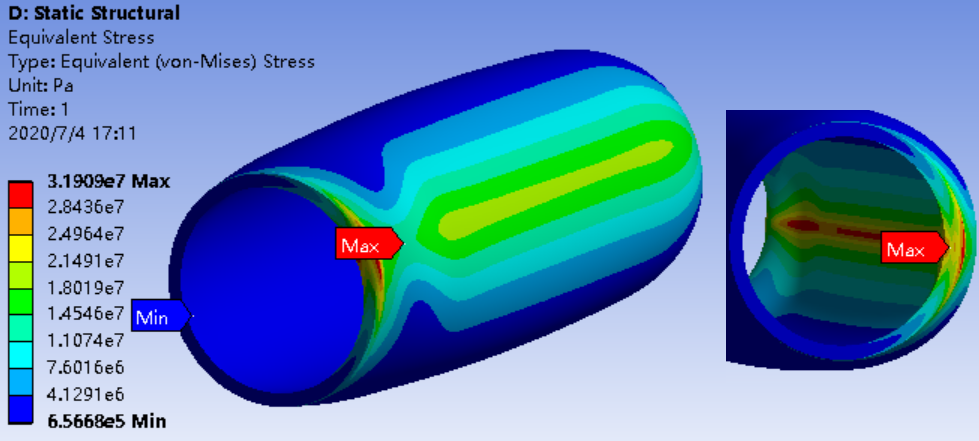 D: Static Structural
Equivalent Stress
Type: Equivalent (von-Mises) Stress
Unit: Pa
Time: 1
2020/7/4 17:11
3.1909e7 Max
2.8436e7
2.4964e7
2.1491e7
1.8019e7
1.4546e7
1.1074e7
7.6016e6
4.1291e6
6.5668e5 Min
Max
Min
Max